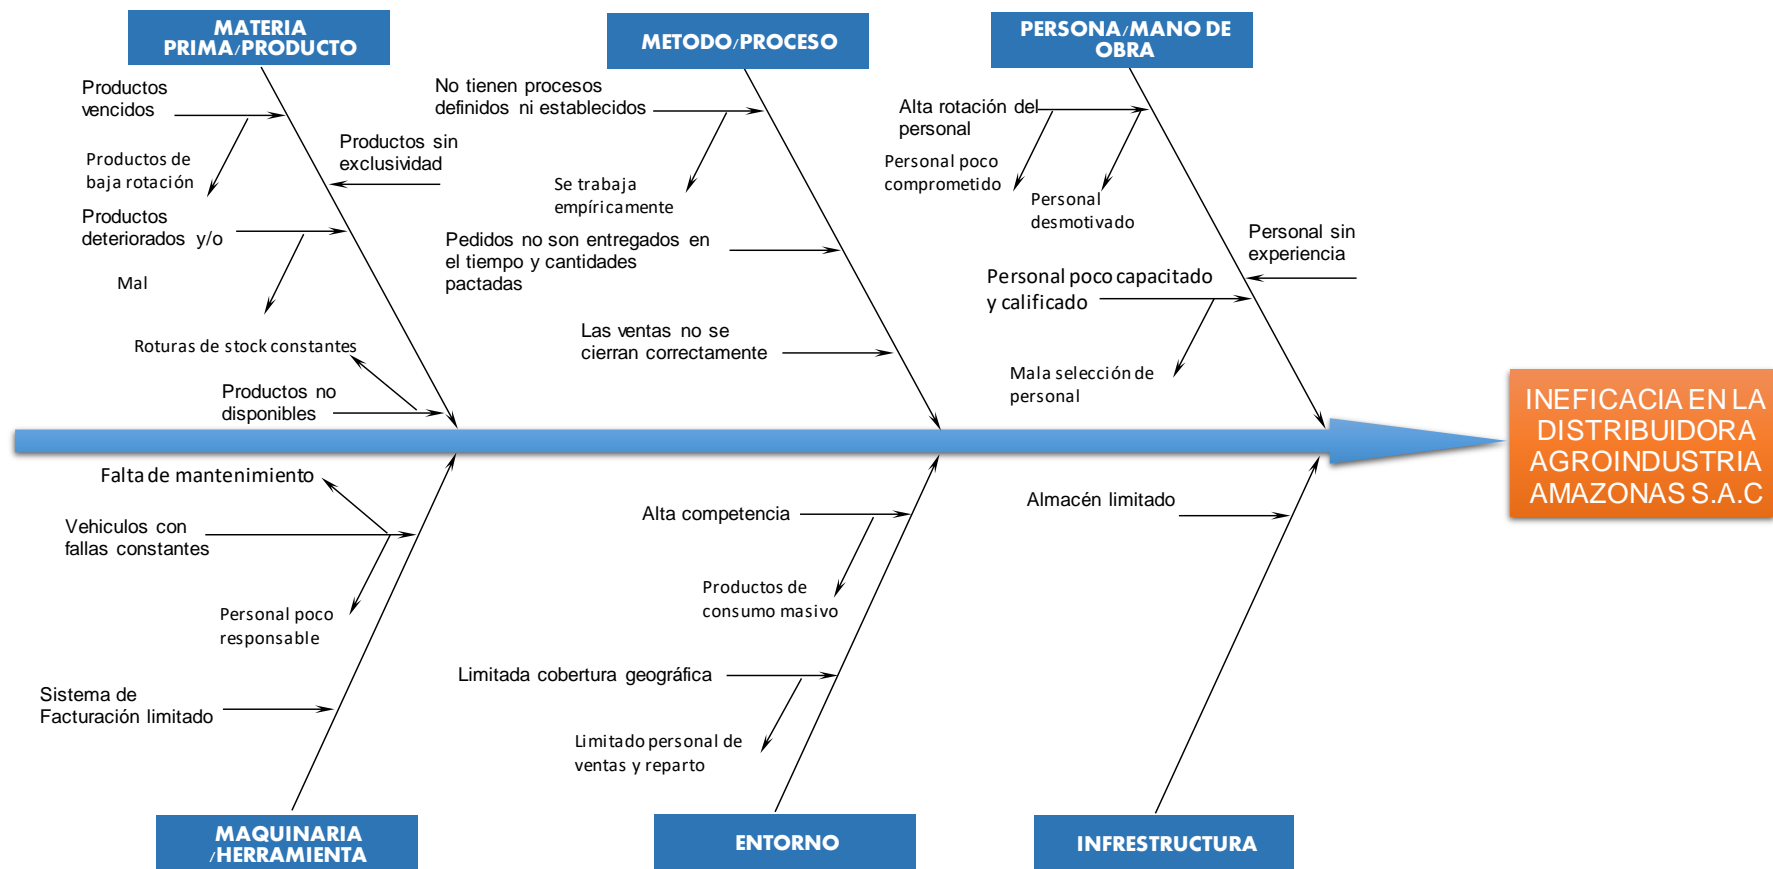 MATERIA
PRIMA/PRODUCTO
METODO/PROCESO
PERSONA/MANO DE
OBRA
Productos
vencidos
Productos de
baja rotación
Productos sin
exclusividad
Productos
deteriorados y/o
Mal
Roturas de stock constantes
Productos no
disponibles
No tienen procesos
definidos ni establecidos
Se trabaja
empíricamente
Pedidos no son entregados en
el tiempo y cantidades
pactadas
Las ventas no se
cierran correctamente
Alta rotación del
personal
Personal poco
comprometido
Personal
desmotivado
Personal sin
experiencia
Personal poco capacitado
y calificado
Mala selección de
personal
INEFICACIA EN LA
DISTRIBUIDORA
AGROINDUSTRIA
AMAZONAS S.A.C
Falta de mantenimiento
Vehiculos con
fallas constantes
Personal poco
responsable
Sistema de
Facturación limitado
Alta competencia
Productos de
consumo masivo
Limitada cobertura geográfica
Limitado personal de
ventas y reparto
Almacén limitado
MAQUINARIA
/HERRAMIENTA
ENTORNO
INFRESTRUCTURA